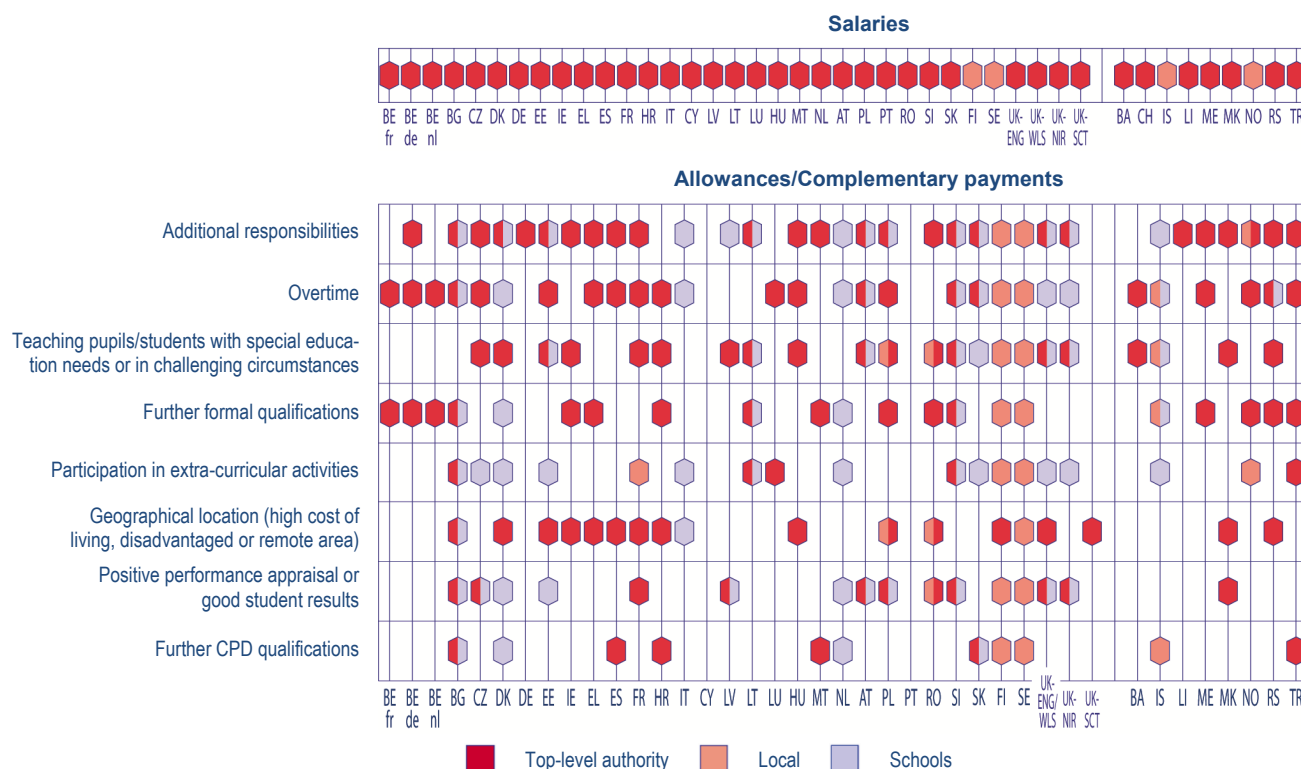 Salaries
BE fr BE de BE nl BG CZ DK DE EE IE EL ES FR HR IT CY LV LT LU HU MT NL AT PL PT RO SI SK FI SE UK-ENG UK-WLS UK-NIR UK-SCT BA CH IS LI ME MK NO RS TR
Allowances/Complementary payments
Additional responsibilities
Overtime
Teaching pupils/students with special educa-
tion needs or in challenging circumstances
Further formal qualifications
Participation in extra-curricular activities
Geographical location (high cost of
living, disadvantaged or remote area)
Positive performance appraisal or
good student results
Further CPD qualifications
BE fr BE de BE nl BG CZ DK DE EE IE EL ES FR HR IT CY LV LT LU HU MT NL AT PL PT RO SI SK FI SE UK-ENG/WLS UK-NIR UK-SCT BA IS LI ME MK NO RS TR
Top-level authority Local Schools